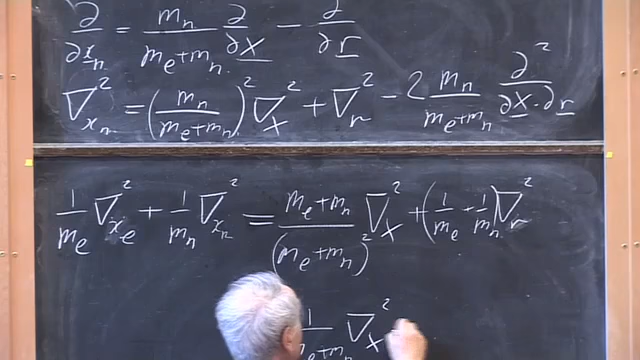 ∂/∂x_n = m_n/(m_e+m_n) ∂/∂X − ∂/∂r
∇²_{x_n} = (m_n/(m_e+m_n))² ∇²_X + ∇²_r − 2 m_n/(m_e+m_n) ∂²/(∂X·∂r)
1/m_e ∇²_{x_e} + 1/m_n ∇²_{x_n} = (m_e+m_n)/(m_e+m_n)² ∇²_X + (1/m_e + 1/m_n) ∇²_r
1/(m_e+m_n) ∇²_X